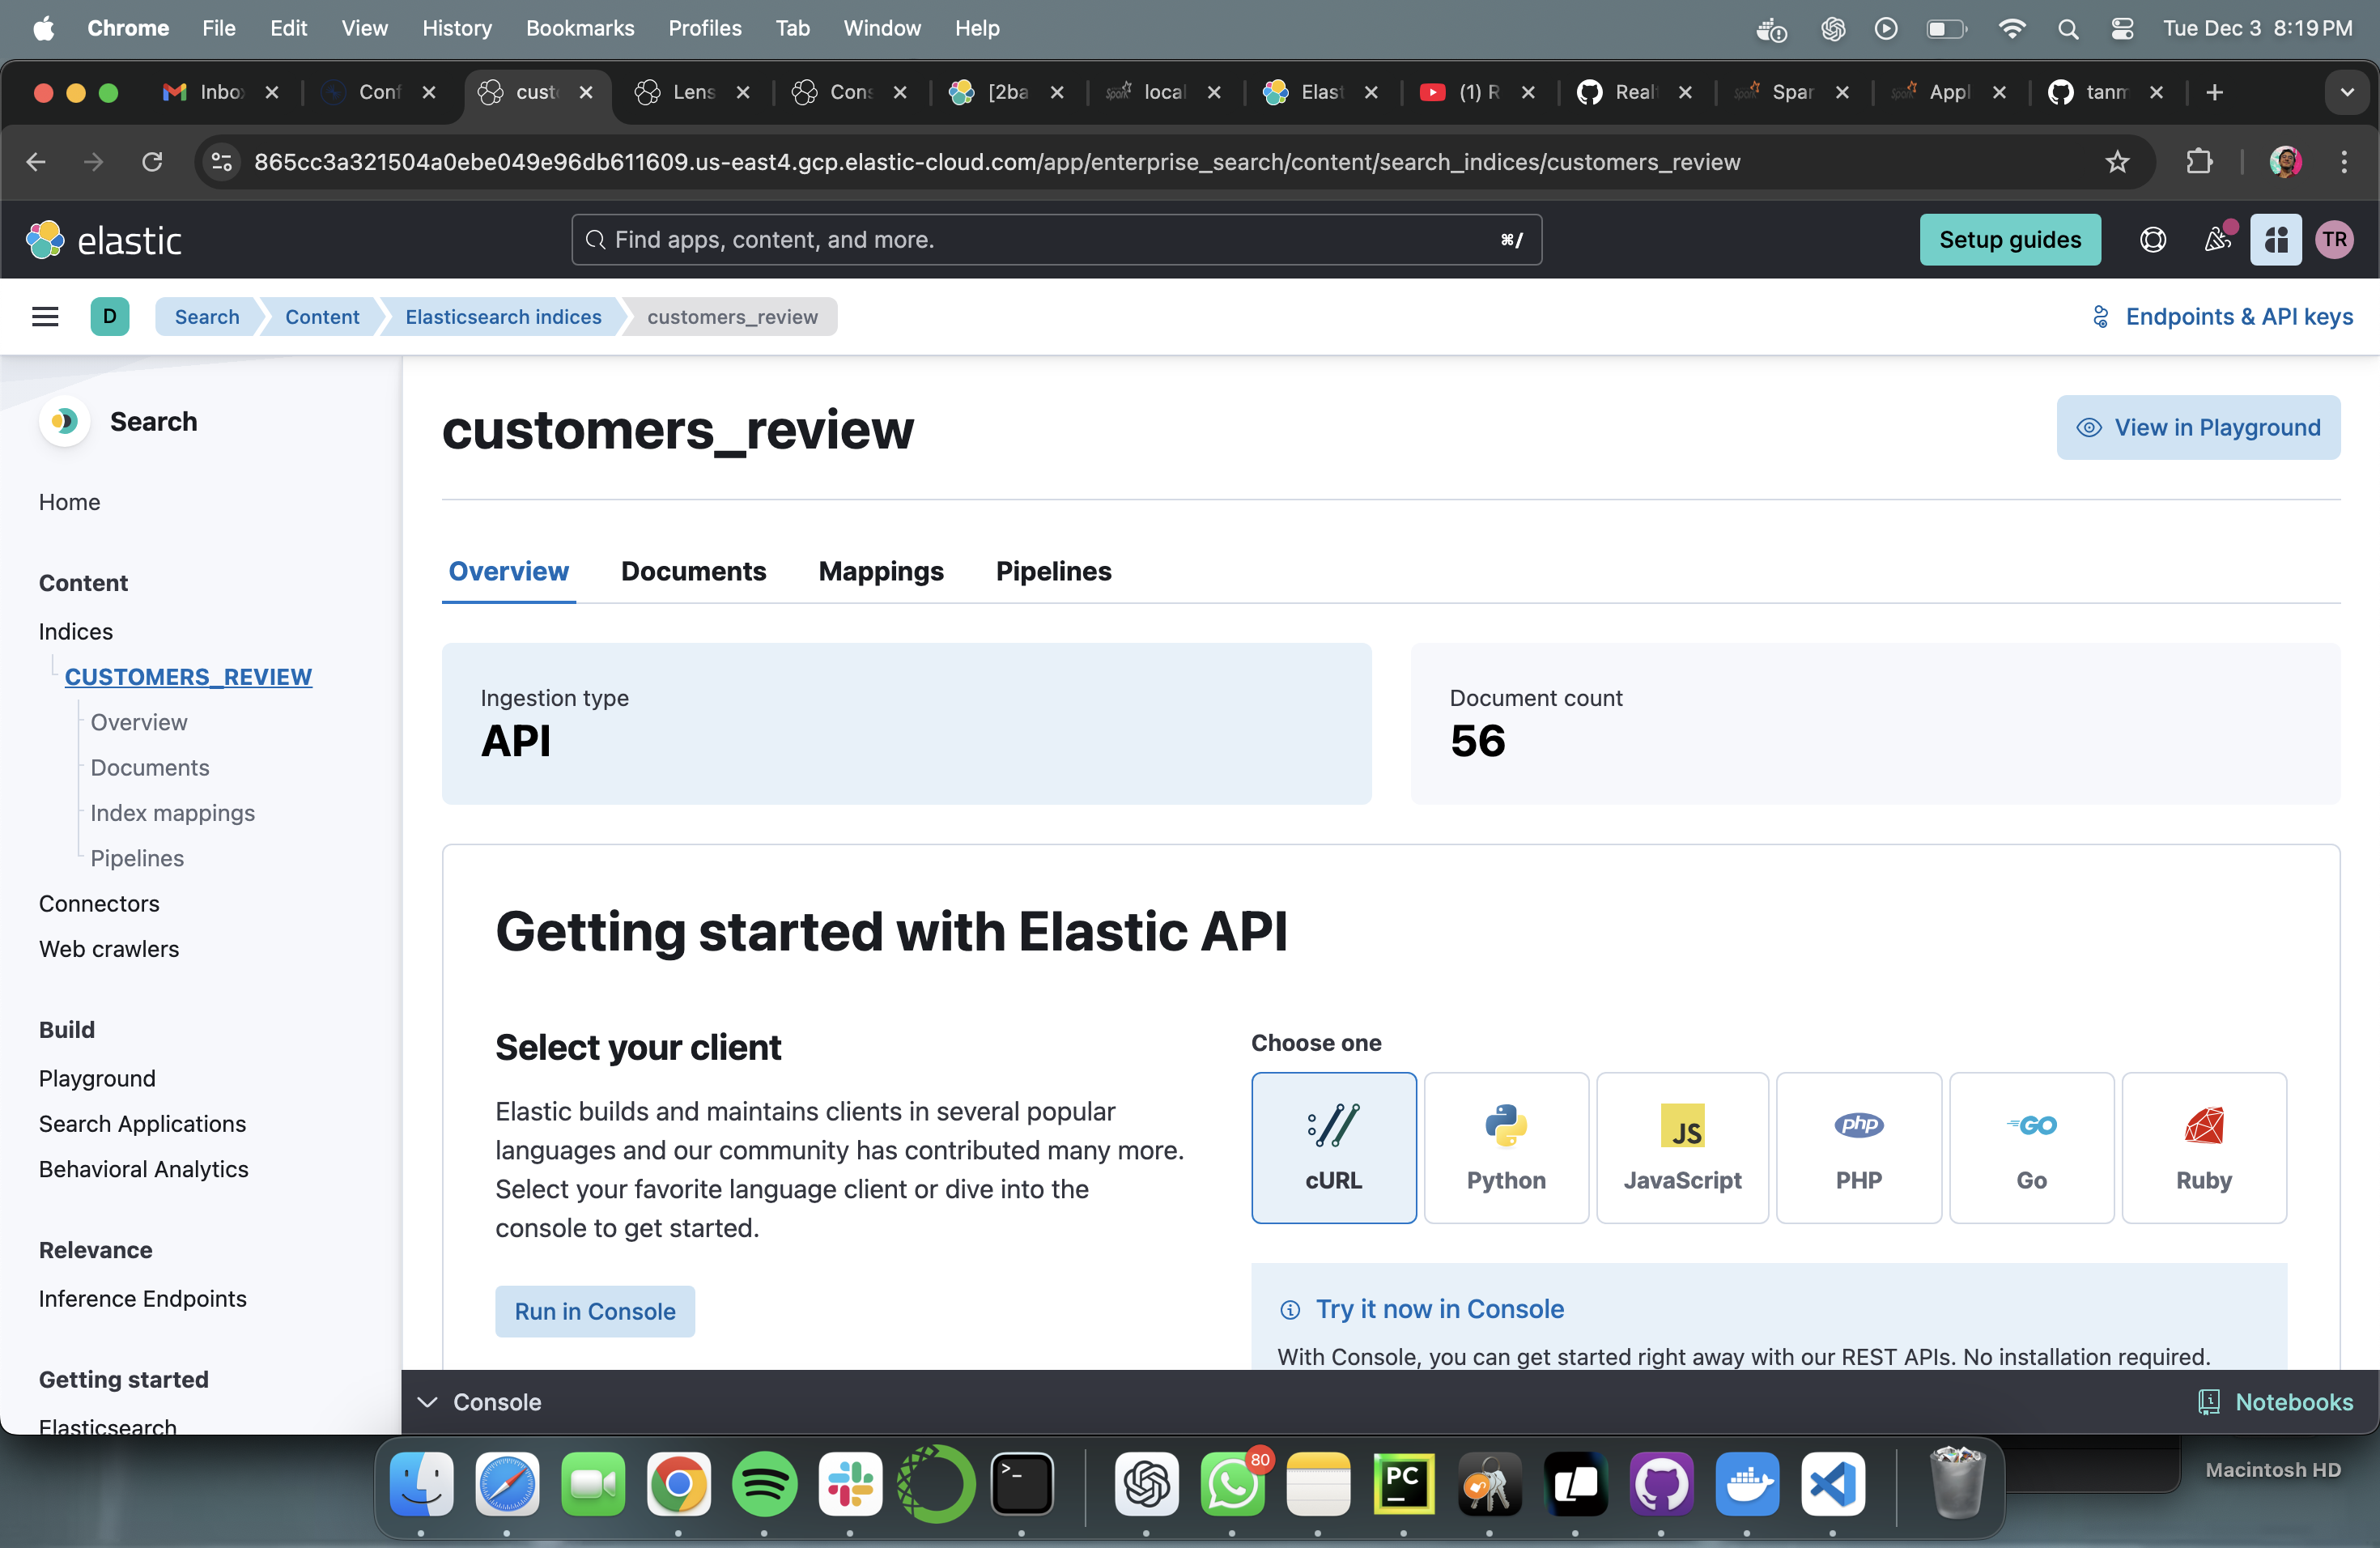 Chrome File Edit View History Bookmarks Profiles Tab Window Help Tue Dec 3 8:19 PM
Inbo Conf cust Lens Cons [2ba local Elast (1) R Real Spar Appl tanm
865cc3a321504a0ebe049e96db611609.us-east4.gcp.elastic-cloud.com/app/enterprise_search/content/search_indices/customers_review
elastic Find apps, content, and more. ⌘/ Setup guides TR
D Search Content Elasticsearch indices customers_review Endpoints & API keys
Search
Home
Content
Indices
CUSTOMERS_REVIEW
Overview
Documents
Index mappings
Pipelines
Connectors
Web crawlers
Build
Playground
Search Applications
Behavioral Analytics
Relevance
Inference Endpoints
Getting started
Elasticsearch
customers_review
View in Playground
Overview Documents Mappings Pipelines
Ingestion type
API
Document count
56
Getting started with Elastic API
Select your client
Elastic builds and maintains clients in several popular
languages and our community has contributed many more.
Select your favorite language client or dive into the
console to get started.
Run in Console
Choose one
cURL
Python
JS
JavaScript
php
PHP
GO
Go
Ruby
Try it now in Console
With Console, you can get started right away with our REST APIs. No installation required.
Console
Notebooks
80
PC
Macintosh HD